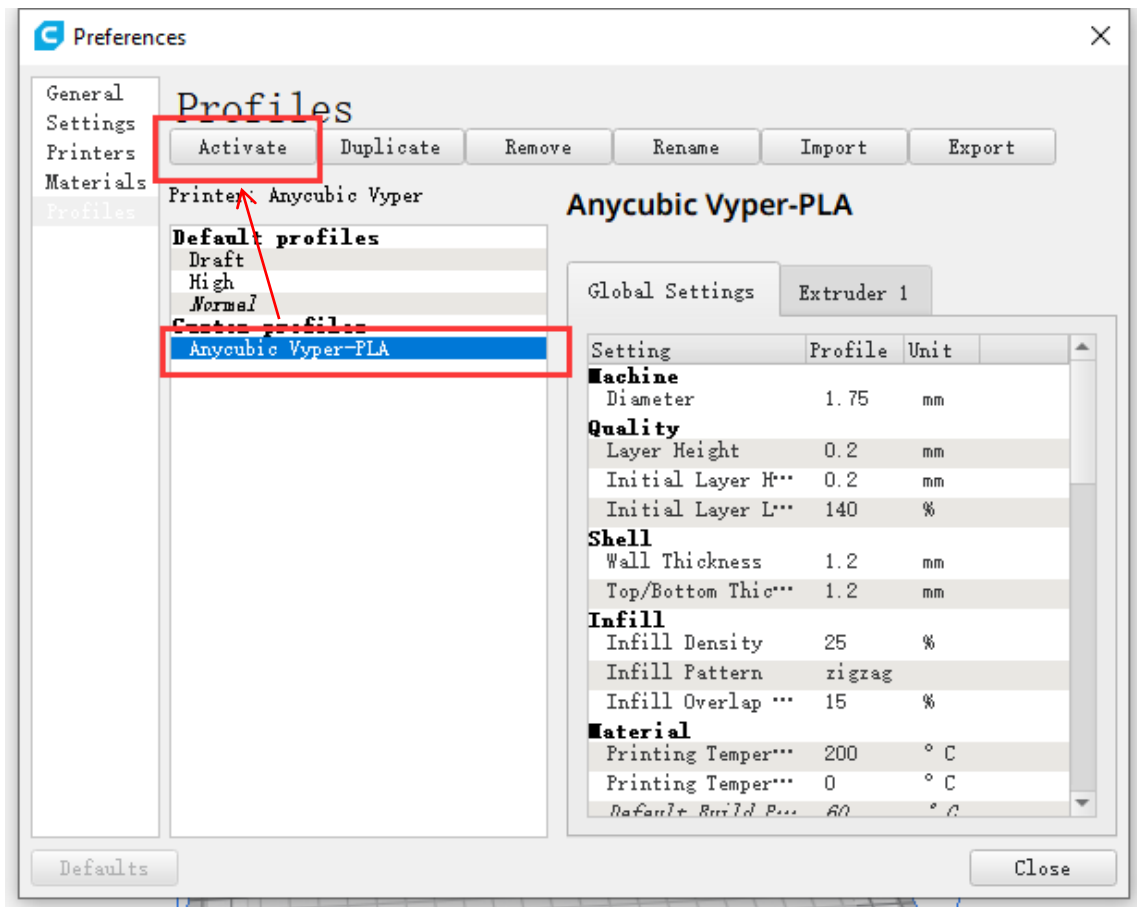 Preferences
General
Settings
Printers
Materials
Profiles
Profiles
Activate Duplicate Remove Rename Import Export
Printer: Anycubic Vyper
Default profiles
Draft
High
Normal
Custom profiles
Anycubic Vyper-PLA
Anycubic Vyper-PLA
Global Settings Extruder 1
Setting Profile Unit
Machine
Diameter 1.75 mm
Quality
Layer Height 0.2 mm
Initial Layer H… 0.2 mm
Initial Layer L… 140 %
Shell
Wall Thickness 1.2 mm
Top/Bottom Thic… 1.2 mm
Infill
Infill Density 25 %
Infill Pattern zigzag
Infill Overlap … 15 %
Material
Printing Temper… 200 ° C
Printing Temper… 0 ° C
Default Build P… 60 ° C
Defaults Close